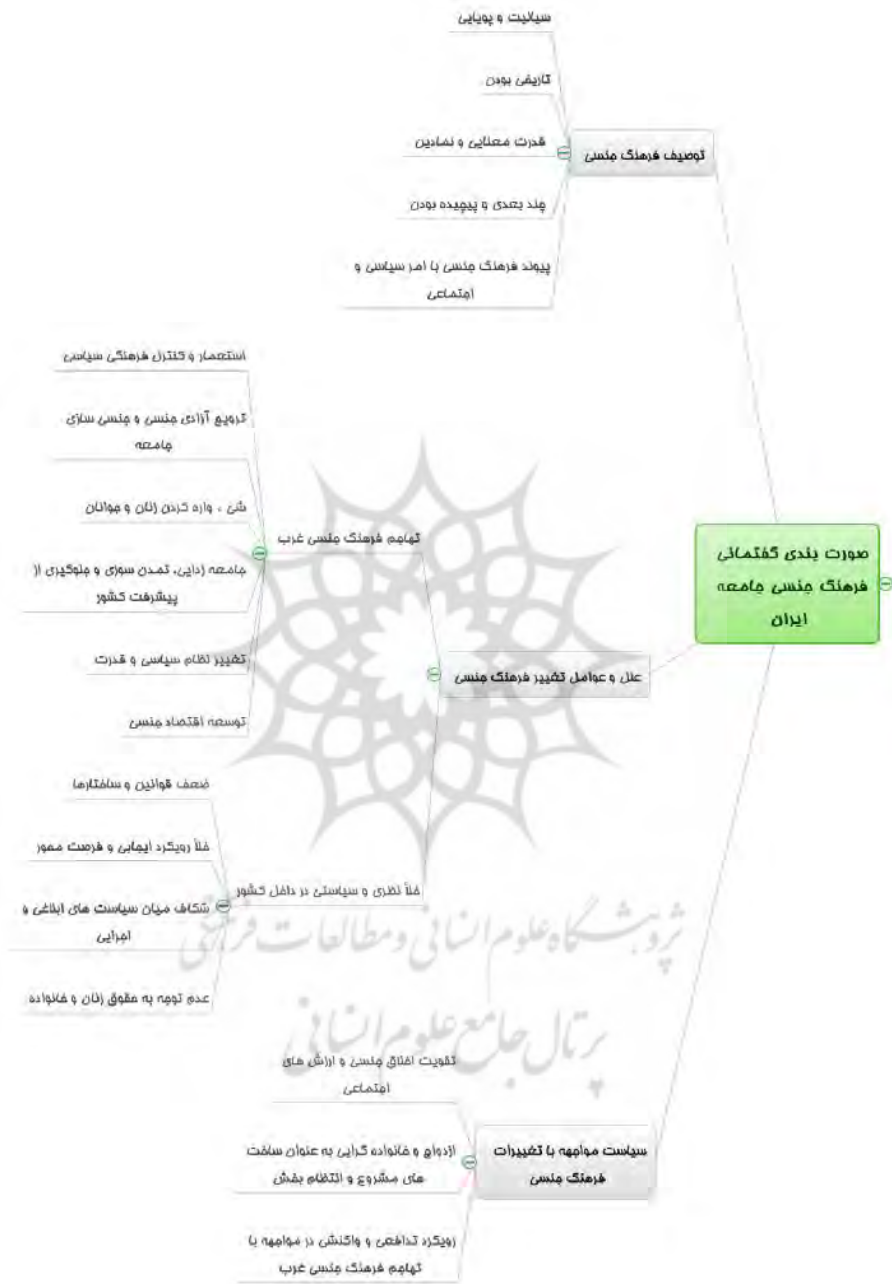 صورت بندی گفتمانی
فرهنگ جنسی جامعه
ایران
توصیف فرهنگ جنسی
سیالیت و پویایی
تاریخی بودن
قدرت معنایی و نمادین
چند بعدی و پیچیده بودن
پیوند فرهنگ جنسی با امر سیاسی و
اجتماعی
علل و عوامل تغییر فرهنگ جنسی
تهاجم فرهنگ جنسی غرب
استعمار و کنترل فرهنگی سیاسی
ترویج آزادی جنسی و جنسی سازی
جامعه
شیء واره کردن زنان و جوانان
جامعه زدایی، تمدن سوزی و جلوگیری از
پیشرفت کشور
تغییر نظام سیاسی و قدرت
توسعه اقتصاد جنسی
خلأ نظری و سیاستی در داخل کشور
ضعف قوانین و ساختارها
خلأ رویکرد ایجابی و فرصت محور
شکاف میان سیاست های ابلاغی و
اجرایی
عدم توجه به حقوق زنان و خانواده
پژوهشگاه علوم انسانی و مطالعات فرهنگی
پرتال جامع علوم انسانی
سیاست مواجهه با تغییرات
فرهنگ جنسی
تقویت اخلاق جنسی و ارزش های
اجتماعی
ازدواج و خانواده گرایی به عنوان ساخت
های مشروع و انتظام بخش
رویکرد تدافعی و واکنشی در مواجهه با
تهاجم فرهنگ جنسی غرب